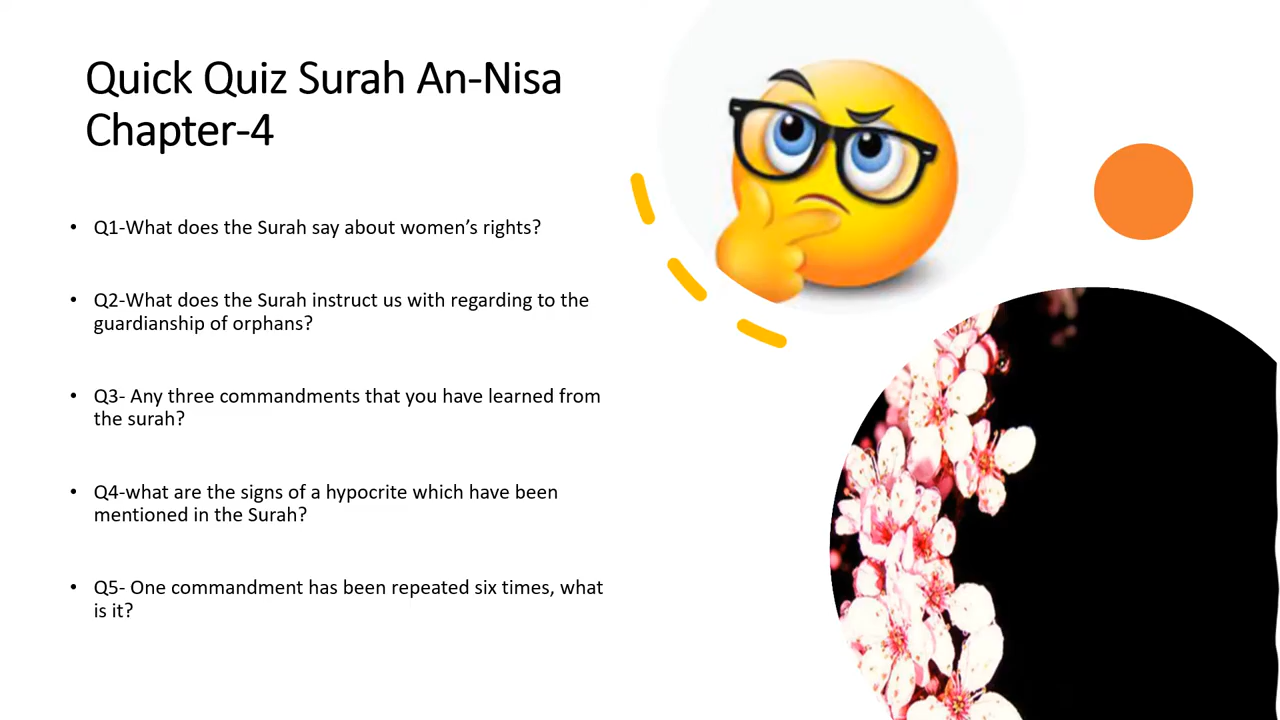 Quick Quiz Surah An-Nisa
Chapter-4
• Q1-What does the Surah say about women’s rights?
• Q2-What does the Surah instruct us with regarding to the
guardianship of orphans?
• Q3- Any three commandments that you have learned from
the surah?
• Q4-what are the signs of a hypocrite which have been
mentioned in the Surah?
• Q5- One commandment has been repeated six times, what
is it?